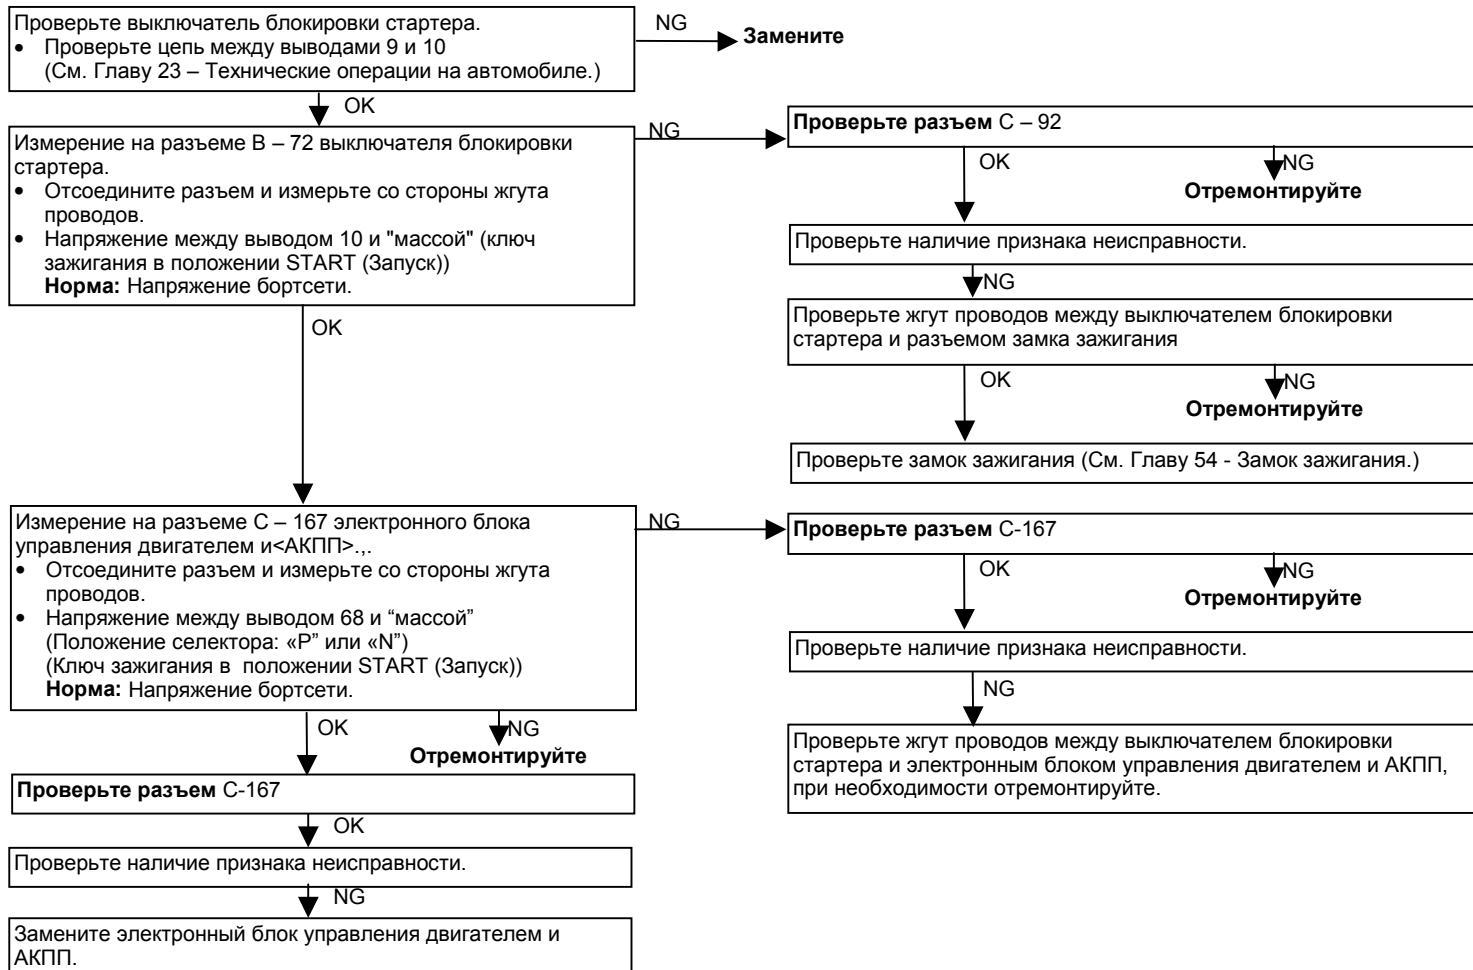 Проверьте выключатель блокировки стартера.
• Проверьте цепь между выводами 9 и 10
(См. Главу 23 – Технические операции на автомобиле.)
NG
Замените
OK
Измерение на разъеме В – 72 выключателя блокировки
стартера.
• Отсоедините разъем и измерьте со стороны жгута
проводов.
• Напряжение между выводом 10 и "массой" (ключ
зажигания в положении START (Запуск))
Норма: Напряжение бортсети.
NG
Проверьте разъем С – 92
OK
NG
Отремонтируйте
Проверьте наличие признака неисправности.
NG
Проверьте жгут проводов между выключателем блокировки
стартера и разъемом замка зажигания
OK
NG
Отремонтируйте
Проверьте замок зажигания (См. Главу 54 - Замок зажигания.)
OK
Измерение на разъеме С – 167 электронного блока
управления двигателем и<АКПП>.,.
• Отсоедините разъем и измерьте со стороны жгута
проводов.
• Напряжение между выводом 68 и “массой”
(Положение селектора: «P” или «N”)
(Ключ зажигания в положении START (Запуск))
Норма: Напряжение бортсети.
NG
Проверьте разъем С-167
OK
NG
Отремонтируйте
Проверьте наличие признака неисправности.
NG
Проверьте жгут проводов между выключателем блокировки
стартера и электронным блоком управления двигателем и АКПП,
при необходимости отремонтируйте.
OK
NG
Отремонтируйте
Проверьте разъем С-167
OK
Проверьте наличие признака неисправности.
NG
Замените электронный блок управления двигателем и
АКПП.